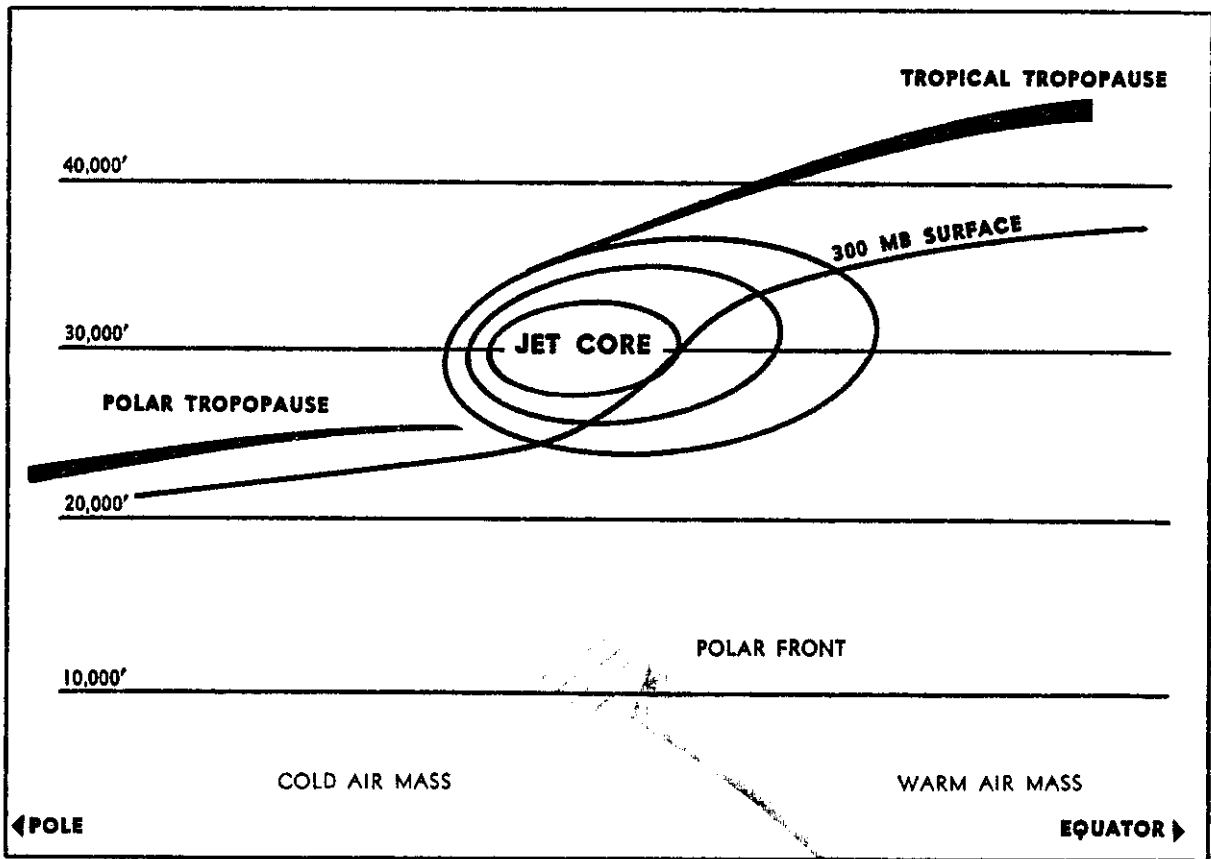 TROPICAL TROPOPAUSE
40,000'
300 MB SURFACE
30,000'
JET CORE
POLAR TROPOPAUSE
20,000'
POLAR FRONT
10,000'
COLD AIR MASS
WARM AIR MASS
POLE
EQUATOR